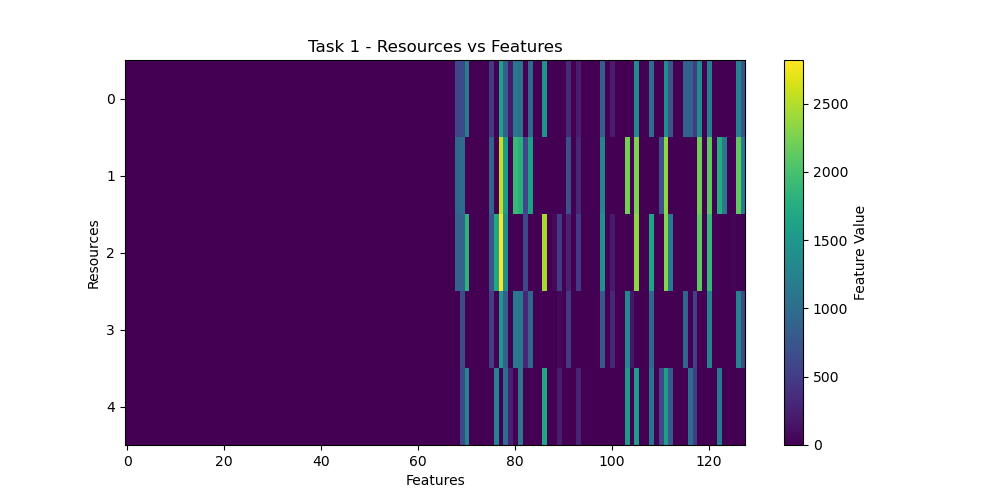 Task 1 - Resources vs Features
Resources
0
1
2
3
4
0 20 40 60 80 100 120
Features
2500
2000
1500
1000
500
0
Feature Value